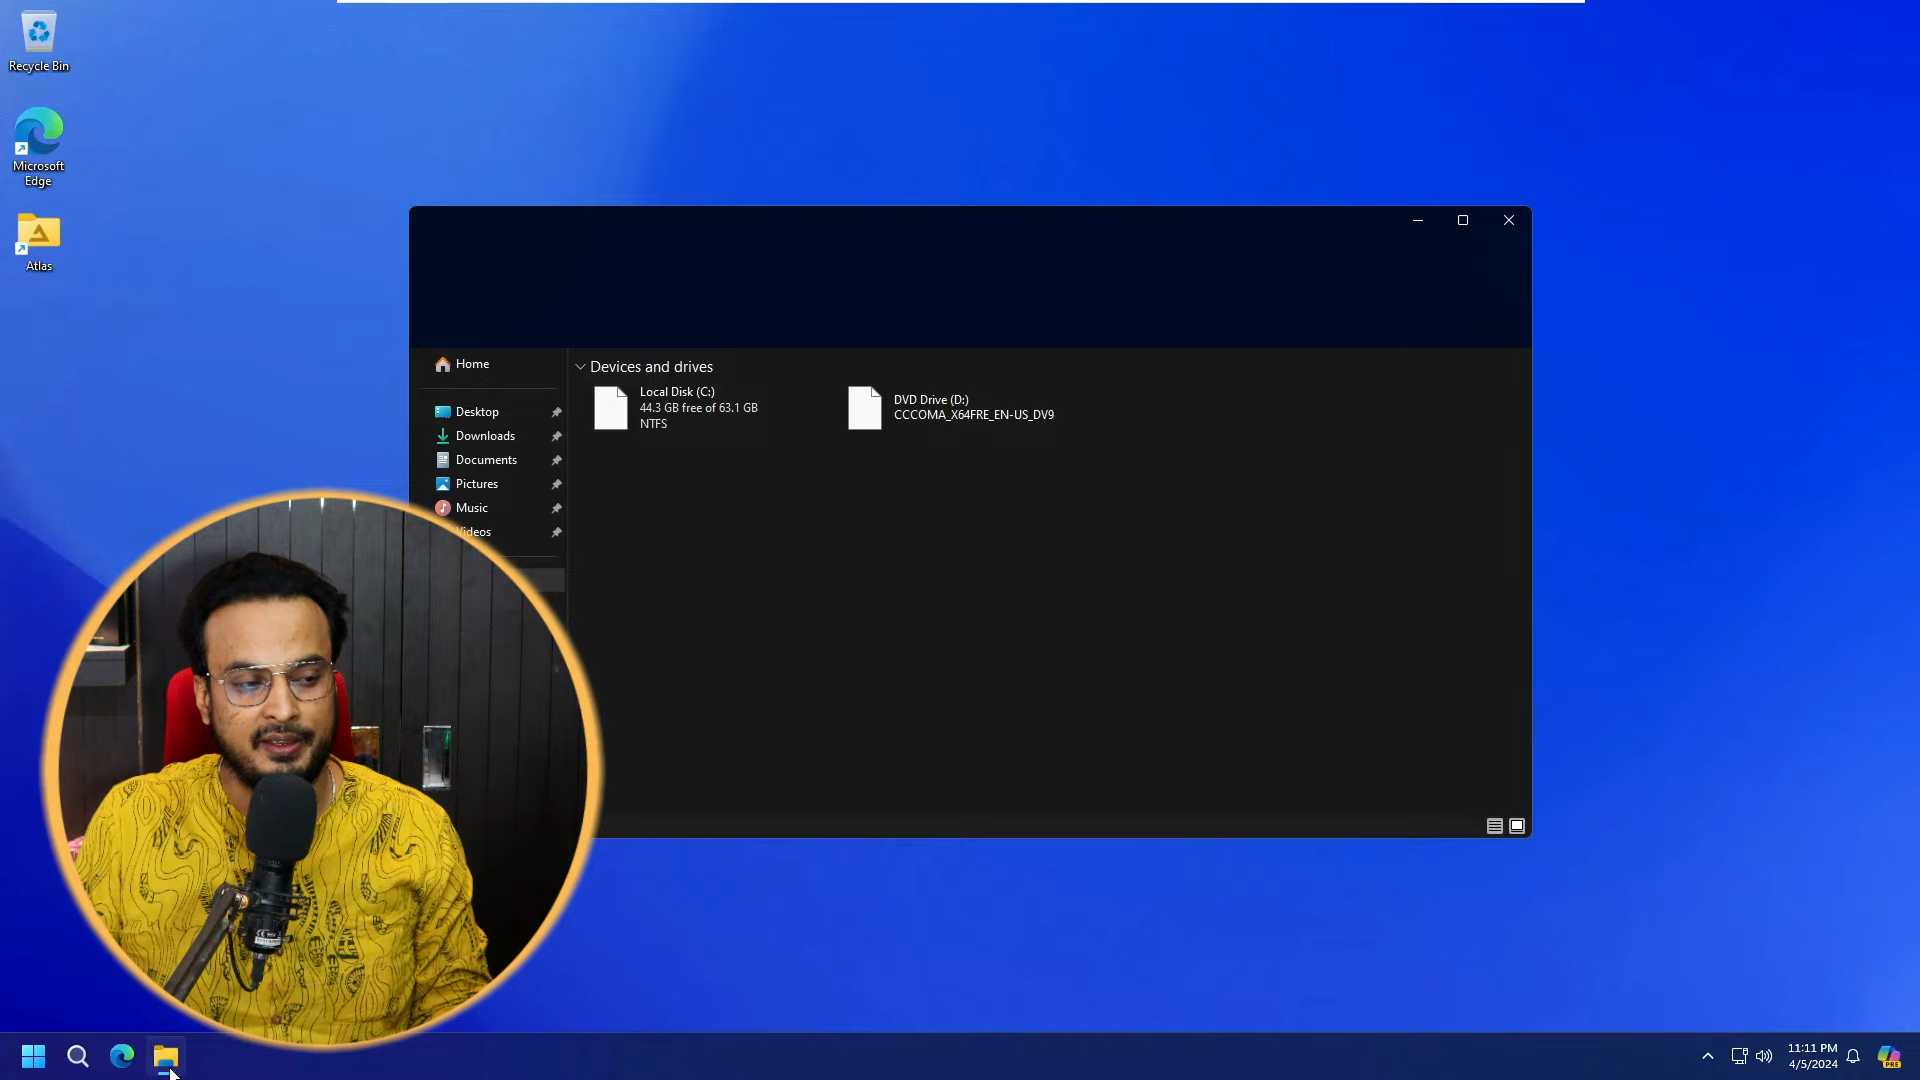 Recycle Bin
Microsoft
Edge
Atlas
Home
Desktop
Downloads
Documents
Pictures
Music
Videos
Devices and drives
Local Disk (C:)
44.3 GB free of 63.1 GB
NTFS
DVD Drive (D:)
CCCOMA_X64FRE_EN-US_DV9
11:11 PM
4/5/2024
PRE